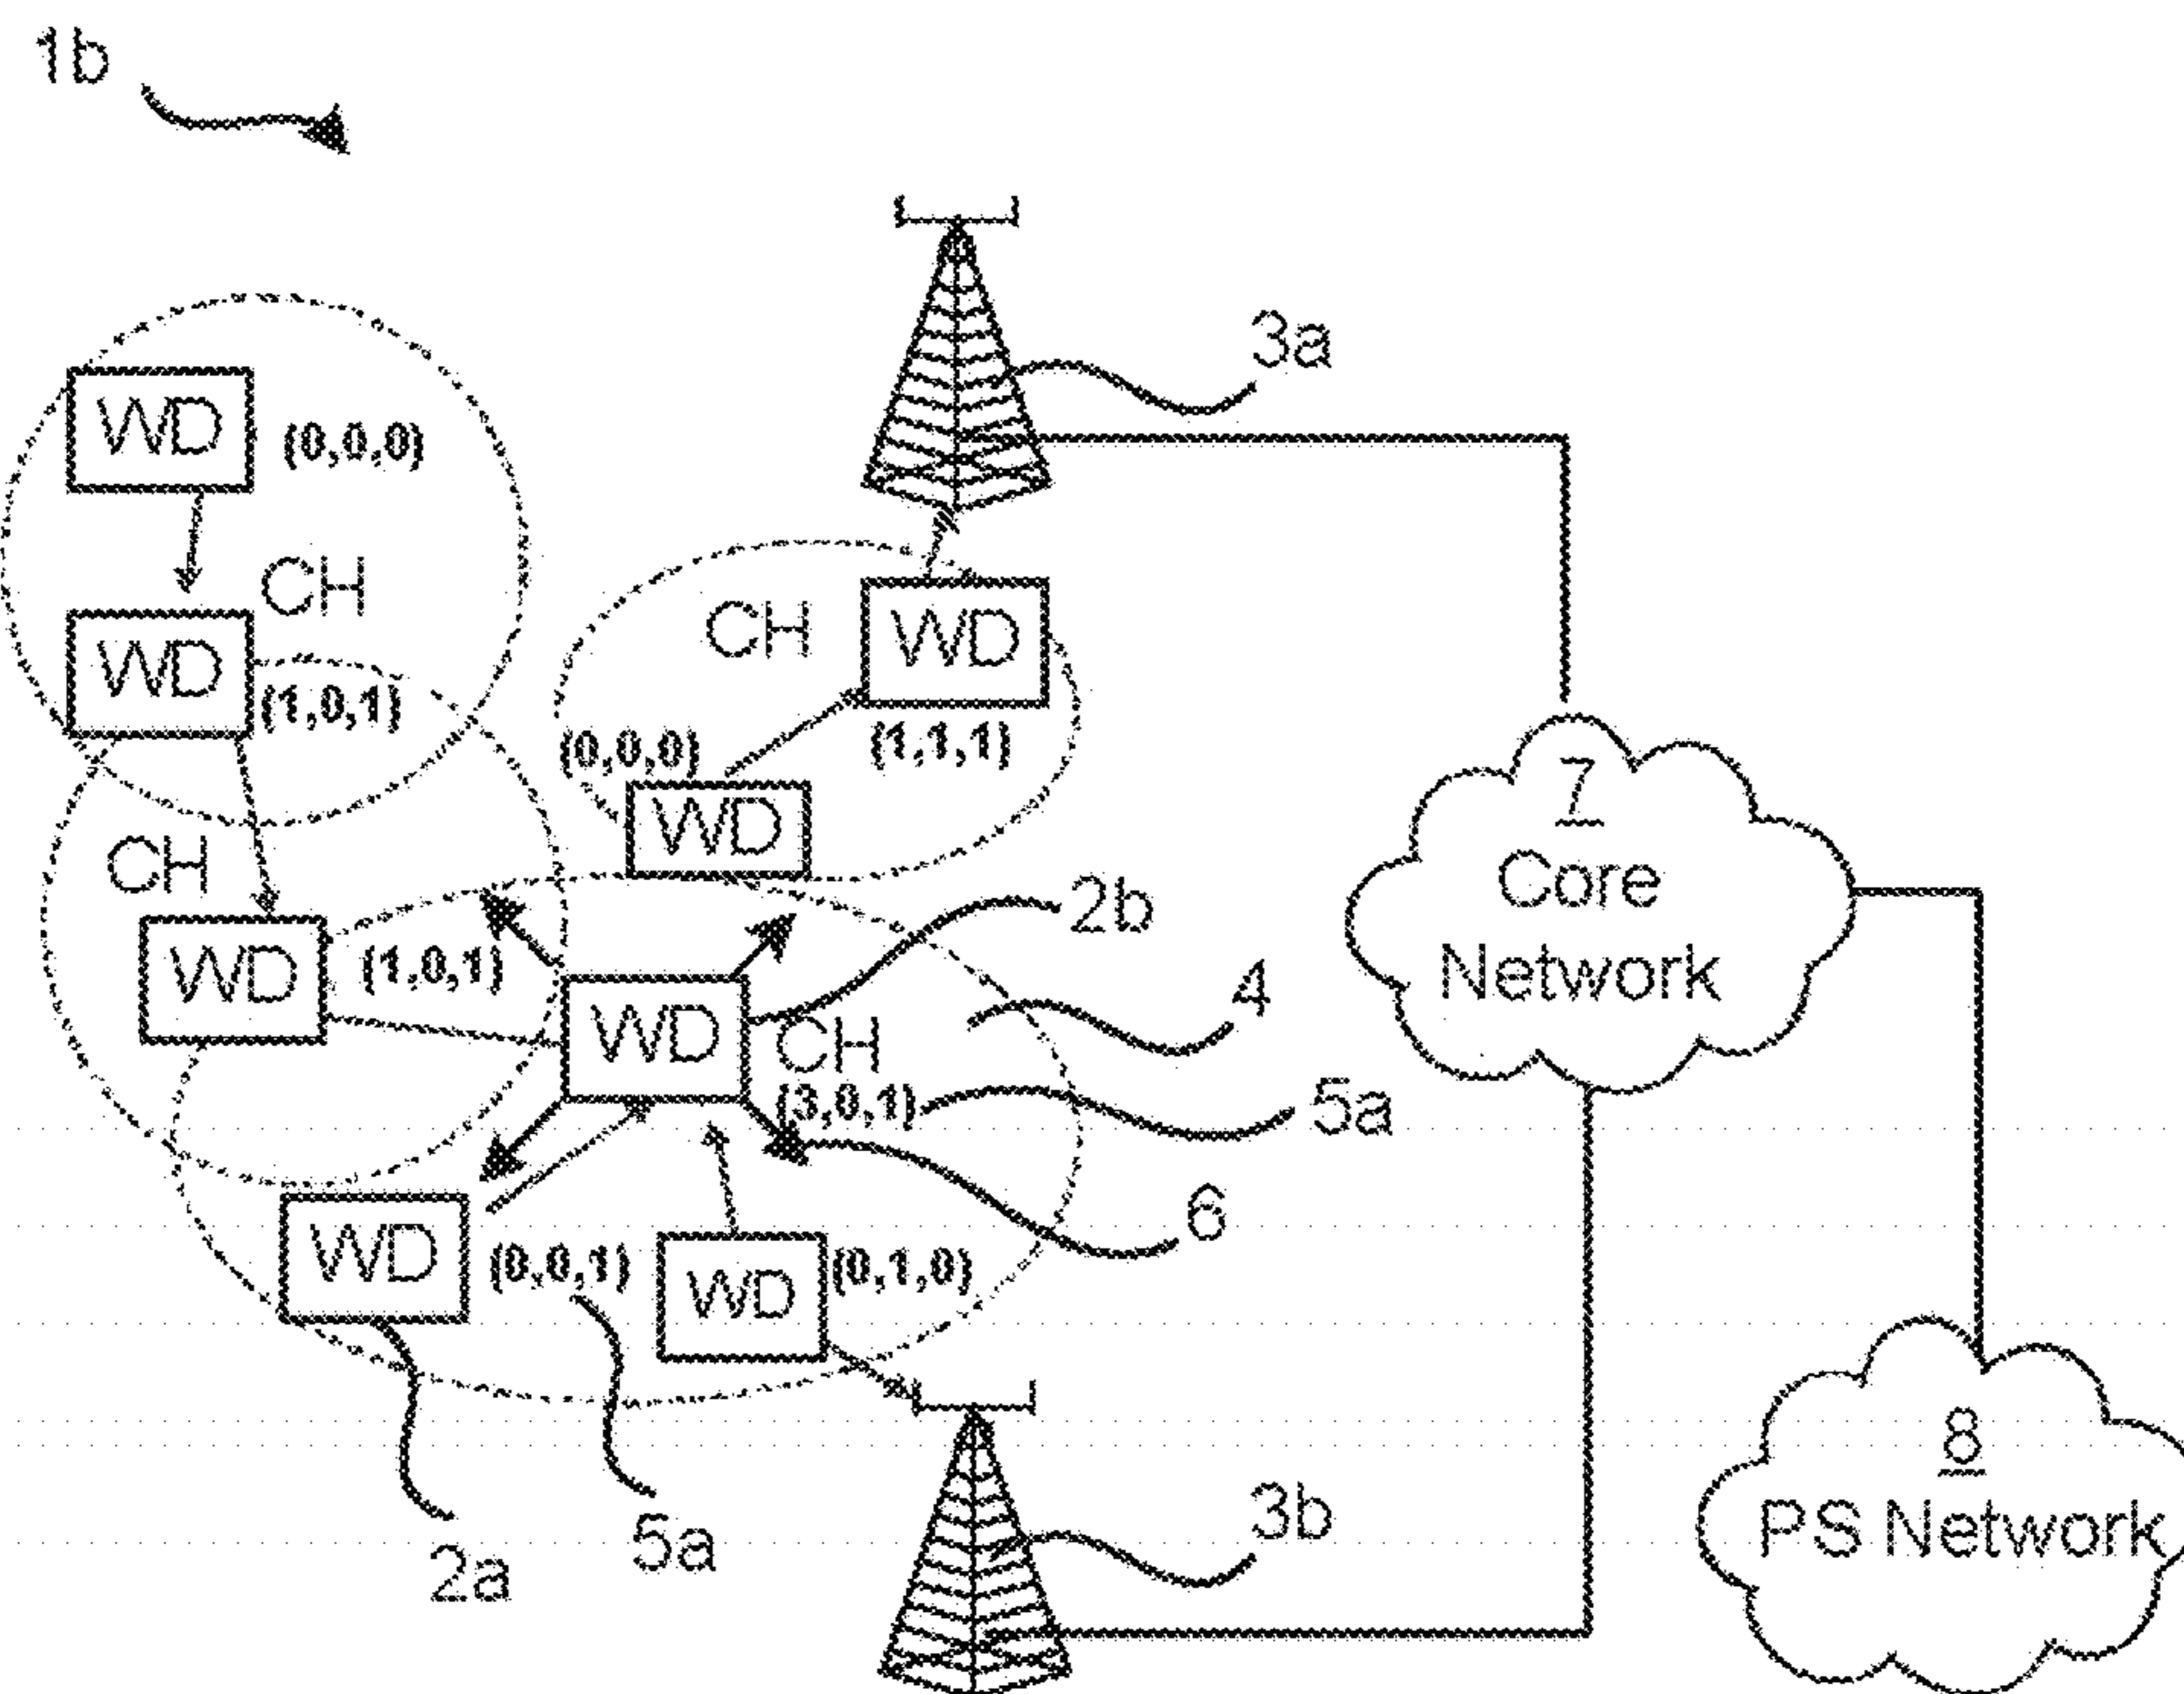 1b
3a
WD
(0,0,0)
CH
WD
(1,0,1)
CH
WD
(1,1,1)
(0,0,0)
WD
7
Core
Network
CH
WD
(1,0,1)
2b
WD
CH
(3,0,1)
4
5a
6
WD
(0,0,1)
WD
(0,1,0)
2a
5a
3b
8
PS Network